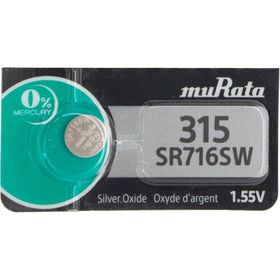 muRata
0%
MERCURY
315
SR716SW
Silver.Oxide Oxyde d'argent 1.55V